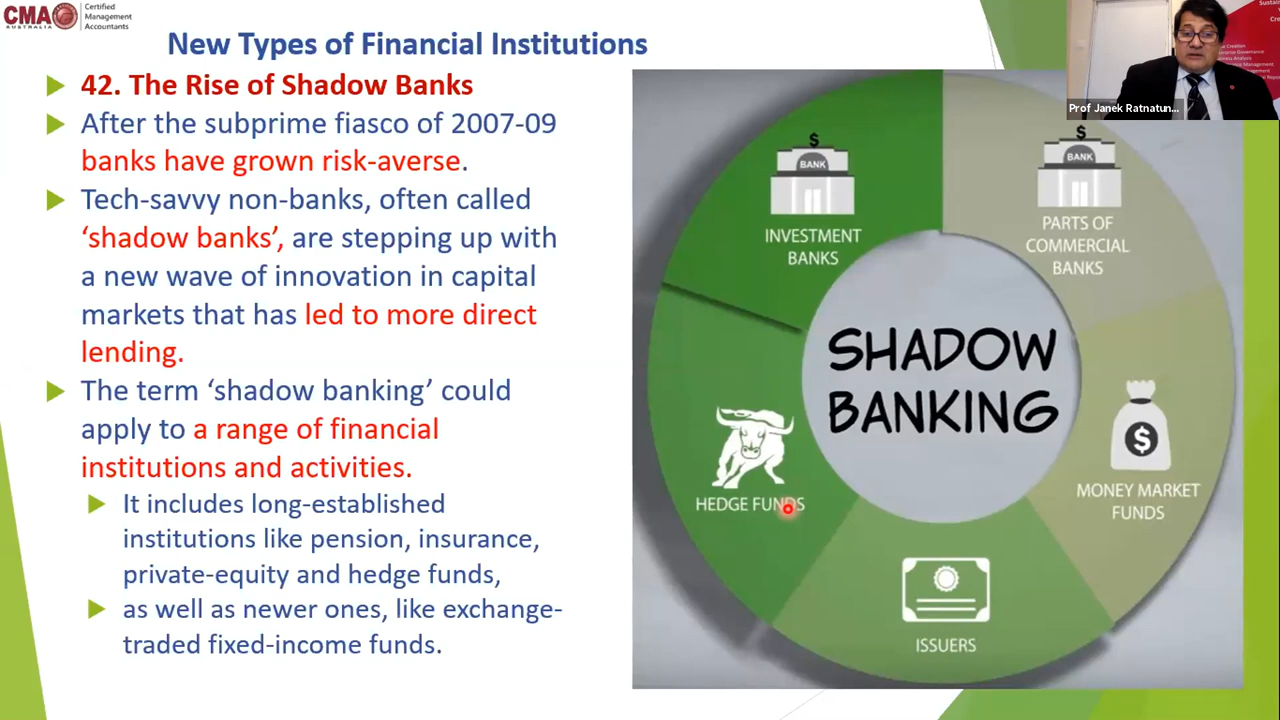 CMA
AUSTRALIA
Certified
Management
Accountants
New Types of Financial Institutions
42. The Rise of Shadow Banks
After the subprime fiasco of 2007-09
banks have grown risk-averse.
Tech-savvy non-banks, often called
‘shadow banks’, are stepping up with
a new wave of innovation in capital
markets that has led to more direct
lending.
The term ‘shadow banking’ could
apply to a range of financial
institutions and activities.
It includes long-established
institutions like pension, insurance,
private-equity and hedge funds,
as well as newer ones, like exchange-
traded fixed-income funds.
$
BANK
INVESTMENT
BANKS
$
BANK
PARTS OF
COMMERCIAL
BANKS
SHADOW
BANKING
HEDGE FUNDS
$
MONEY MARKET
FUNDS
ISSUERS
Prof Janek Ratnatun...